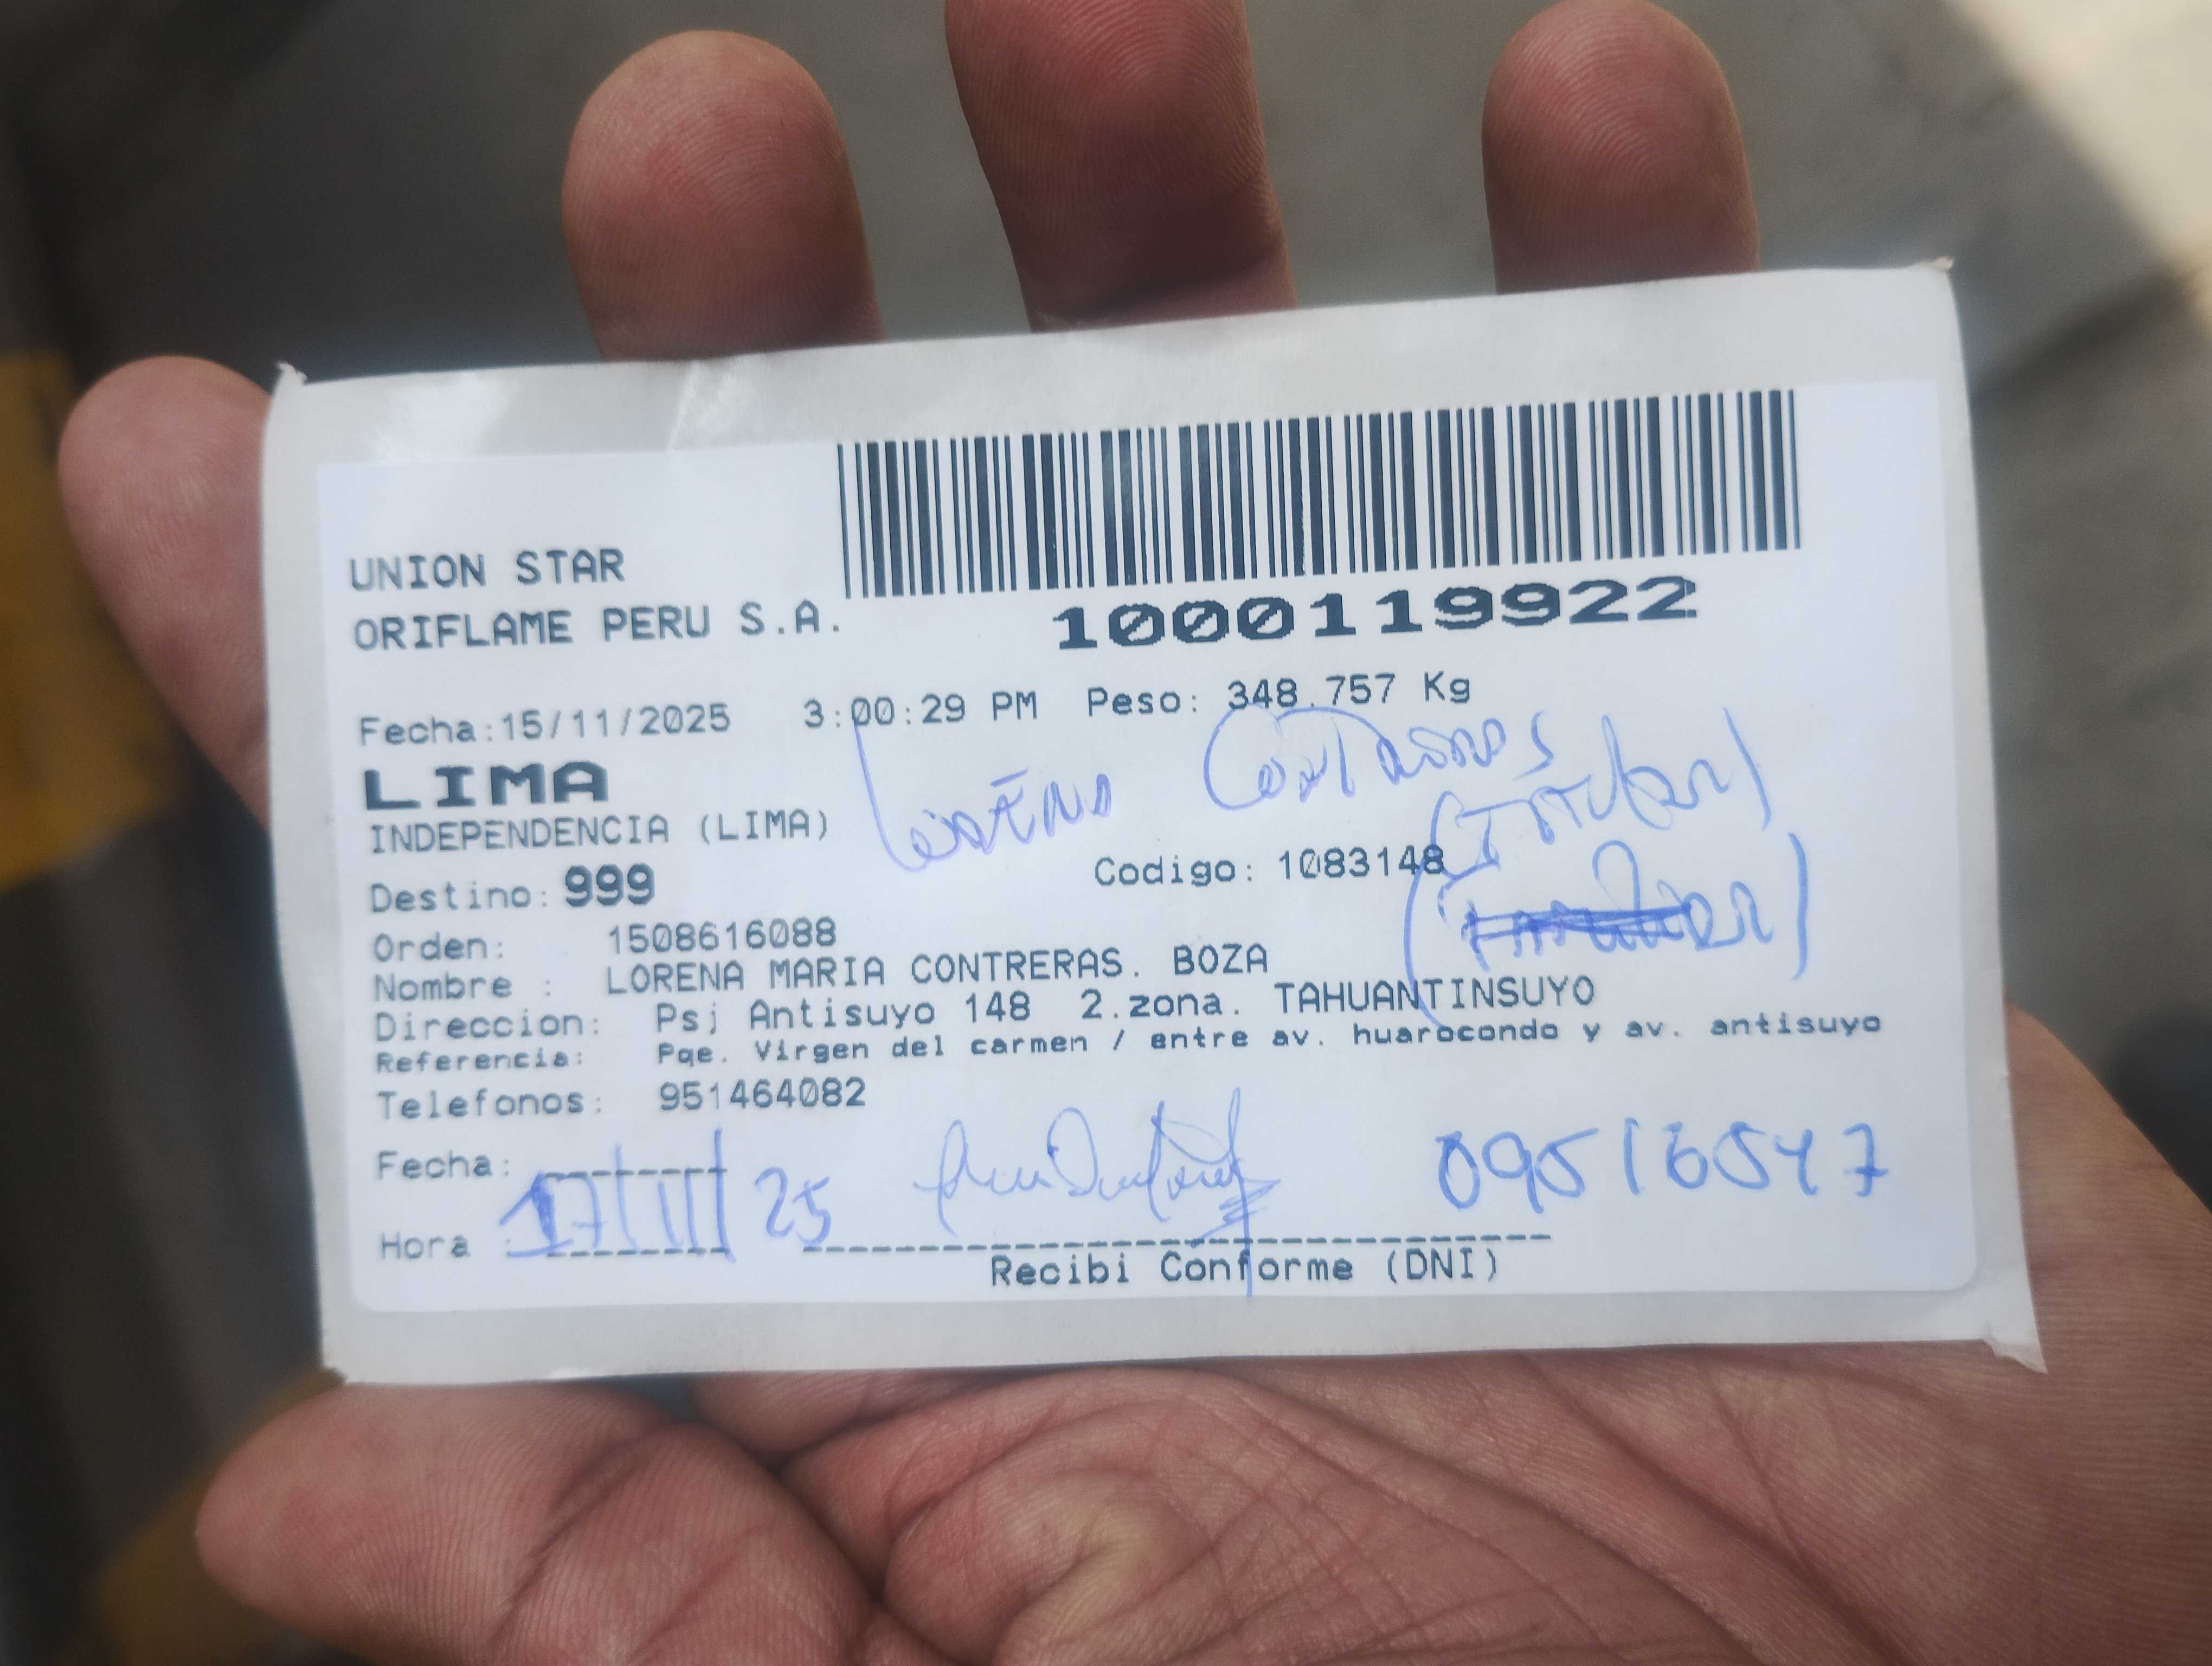 UNION STAR
ORIFLAME PERU S.A.
1000119922
Fecha:15/11/2025 3:00:29 PM Peso: 348.757 Kg
LIMA
INDEPENDENCIA (LIMA)
Lorena Contreras
(Titular)
Destino: 999 Codigo: 1083148
Orden: 1508616088
Nombre : LORENA MARIA CONTRERAS. BOZA
Direccion: Psj Antisuyo 148 2.zona. TAHUANTINSUYO
Referencia: Pqe. Virgen del carmen / entre av. huarocondo y av. antisuyo
Telefonos: 951464082
Fecha:
17/11/25 09516547
Hora :
Recibi Conforme (DNI)